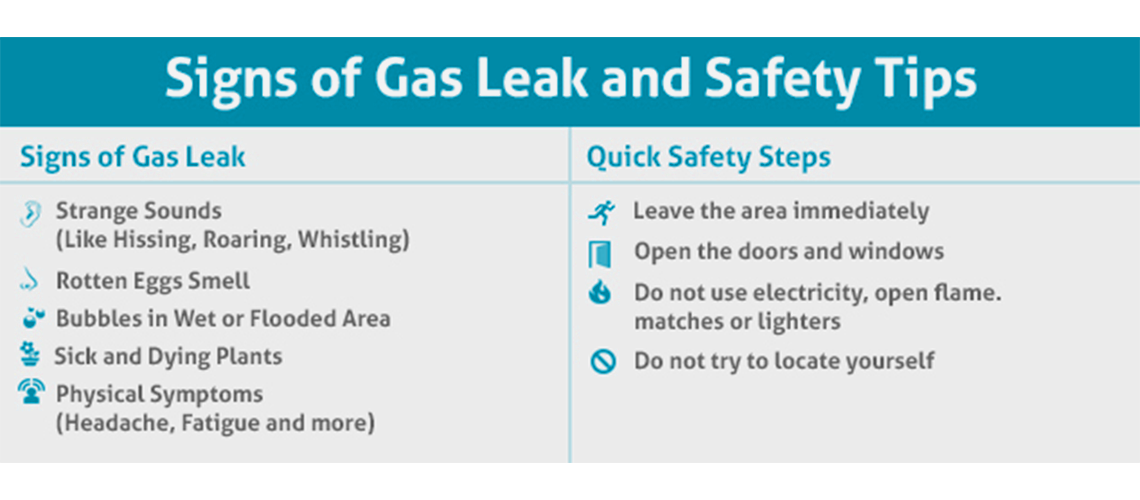 Signs of Gas Leak and Safety Tips
Signs of Gas Leak
Strange Sounds
(Like Hissing, Roaring, Whistling)
Rotten Eggs Smell
Bubbles in Wet or Flooded Area
Sick and Dying Plants
Physical Symptoms
(Headache, Fatigue and more)
Quick Safety Steps
Leave the area immediately
Open the doors and windows
Do not use electricity, open flame.
matches or lighters
Do not try to locate yourself